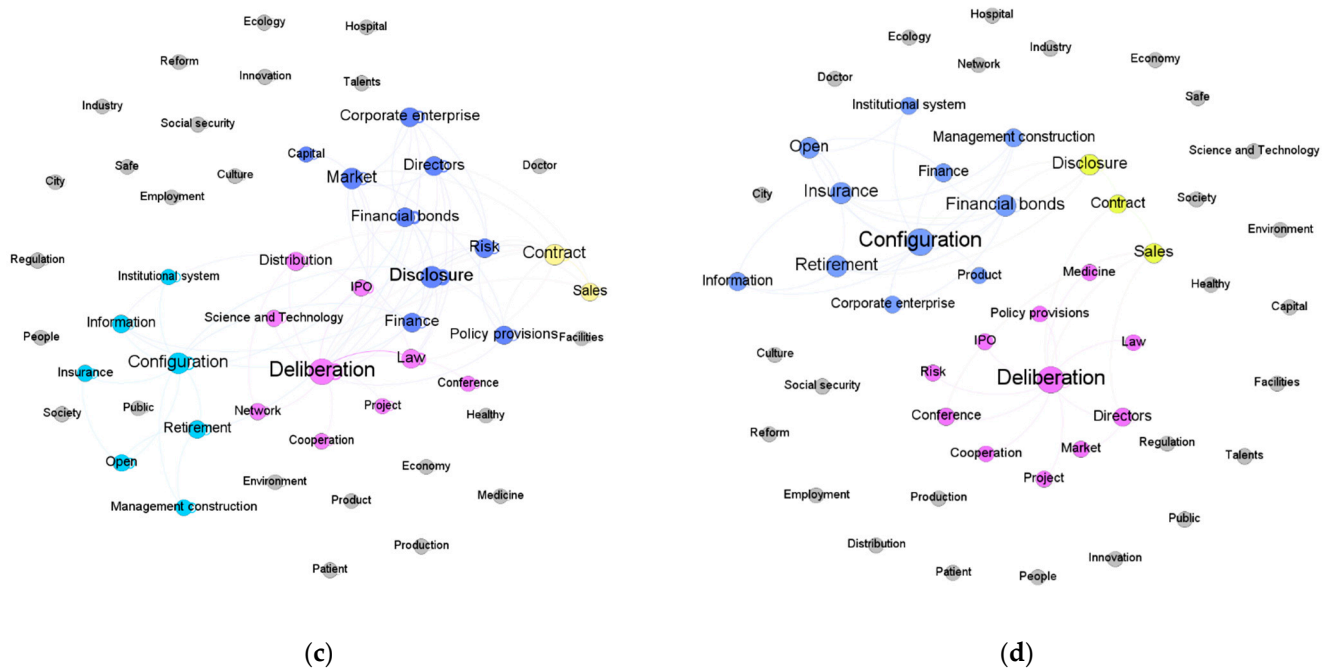 Ecology
Hospital
Reform
Innovation
Talents
Industry
Corporate enterprise
Social security
Capital
Market
Directors
Safe
Doctor
City
Culture
Employment
Financial bonds
Risk
Contract
Regulation
Distribution
Institutional system
Disclosure
IPO
Sales
Information
Science and Technology
Finance
People
Policy provisions
Facilities
Configuration
Law
Insurance
Deliberation
Conference
Society
Public
Network
Project
Healthy
Retirement
Cooperation
Open
Economy
Environment
Product
Medicine
Management construction
Production
Patient
(c)
Hospital
Ecology
Industry
Network
Economy
Doctor
Safe
Institutional system
Management construction
Open
Science and Technology
Disclosure
Finance
City
Insurance
Society
Financial bonds
Contract
Environment
Configuration
Sales
Retirement
Medicine
Information
Product
Healthy
Corporate enterprise
Capital
Policy provisions
IPO
Law
Culture
Risk
Deliberation
Social security
Facilities
Conference
Directors
Reform
Regulation
Cooperation
Market
Talents
Project
Employment
Production
Public
Distribution
Innovation
Patient
People
(d)